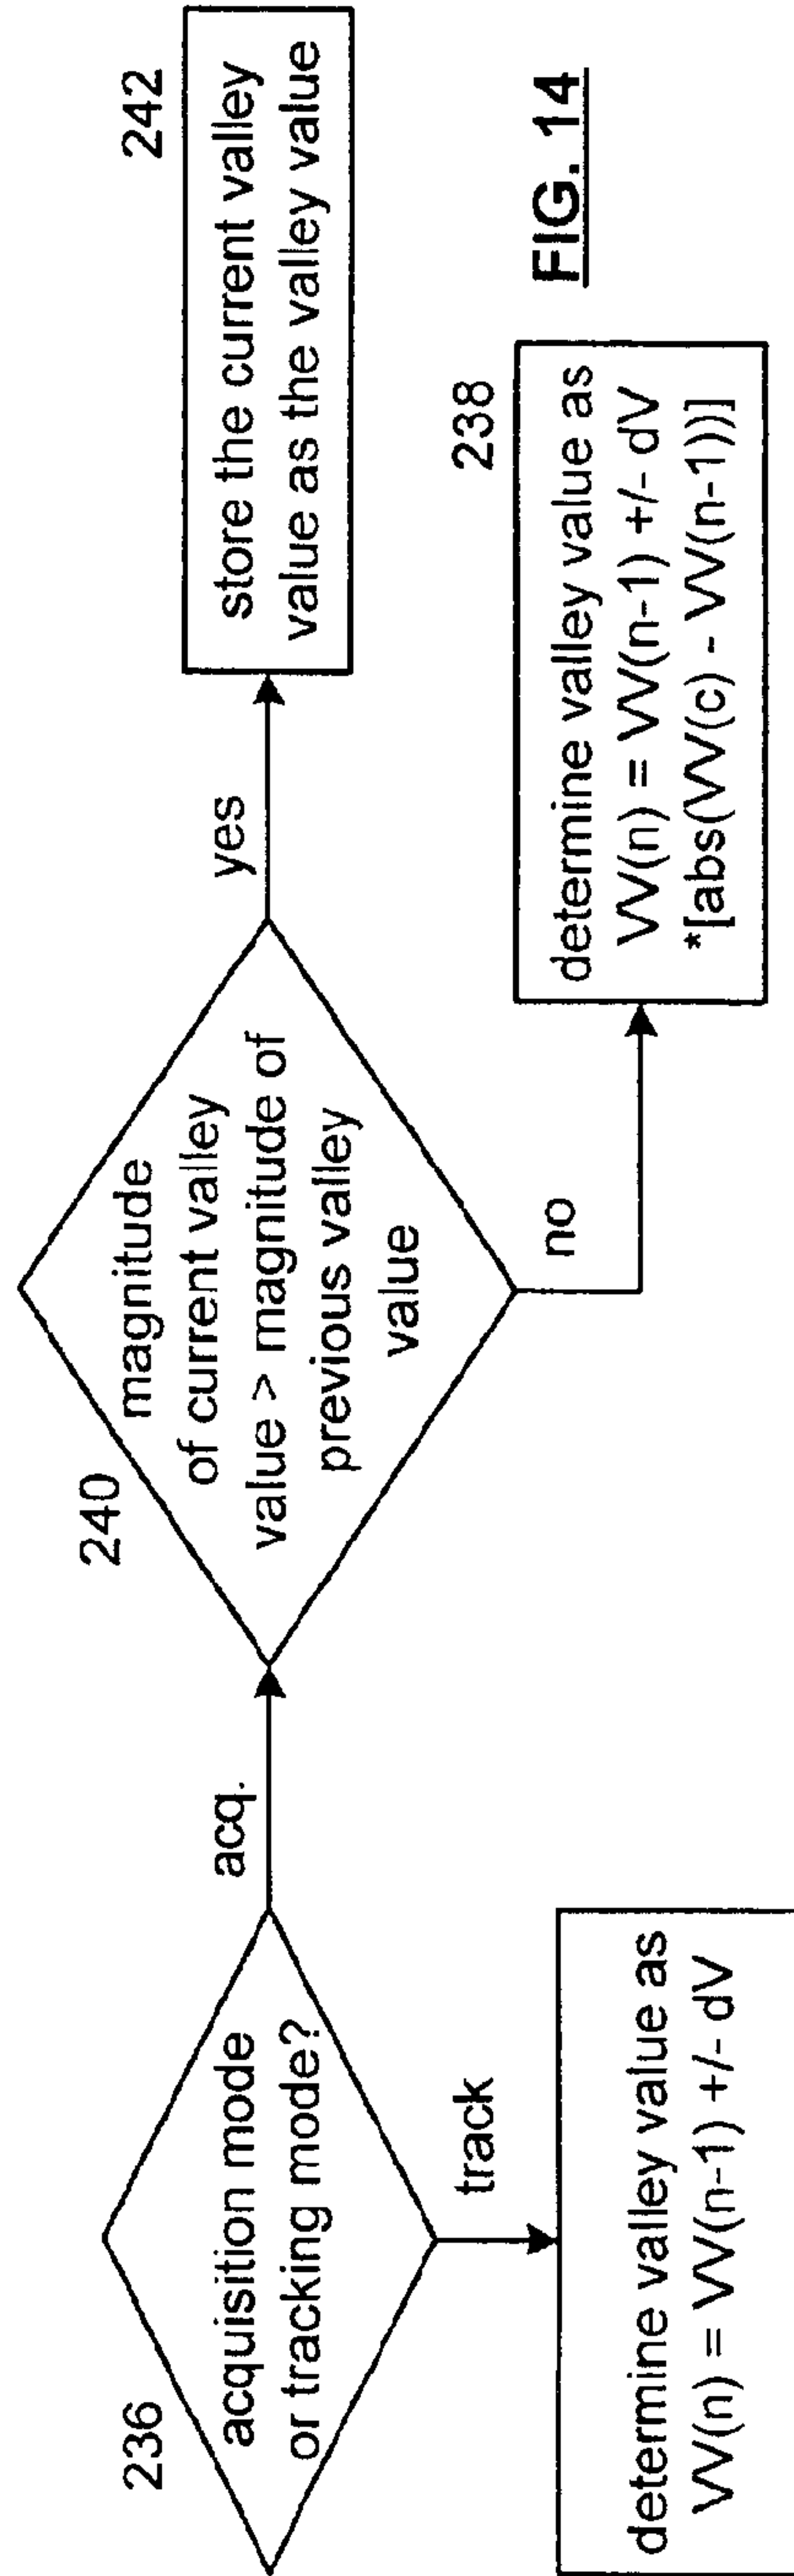 236
acquisition mode
or tracking mode?
acq.
track
determine valley value as
VV(n) = VV(n-1) +/- dV
240
magnitude
of current valley
value > magnitude of
previous valley
value
yes
no
242
store the current valley
value as the valley value
238
determine valley value as
VV(n) = VV(n-1) +/- dV
*[abs(VV(c) - VV(n-1))]
FIG. 14